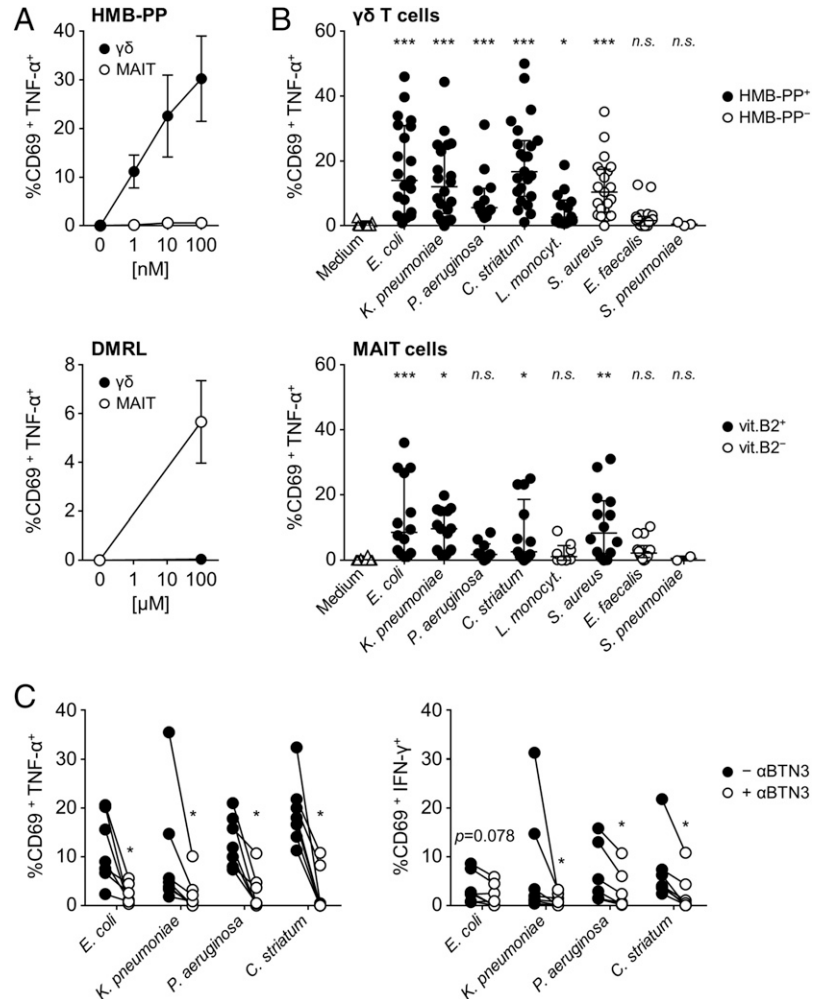 A
HMB-PP
%CD69 + TNF-α+
40
30
20
10
0
γδ
MAIT
0 1 10 100
[nM]
DMRL
%CD69 + TNF-α+
8
6
4
2
0
γδ
MAIT
0 1 10 100
[µM]
B
γδ T cells
%CD69 + TNF-α+
60
40
20
0
*** *** *** *** * *** n.s. n.s.
HMB-PP+
HMB-PP−
Medium
E. coli
K. pneumoniae
P. aeruginosa
C. striatum
L. monocyt.
S. aureus
E. faecalis
S. pneumoniae
MAIT cells
%CD69 + TNF-α+
60
40
20
0
*** * n.s. * n.s. ** n.s. n.s.
vit.B2+
vit.B2−
Medium
E. coli
K. pneumoniae
P. aeruginosa
C. striatum
L. monocyt.
S. aureus
E. faecalis
S. pneumoniae
C
%CD69 + TNF-α+
40
30
20
10
0
* * * *
E. coli
K. pneumoniae
P. aeruginosa
C. striatum
%CD69 + IFN-γ+
40
30
20
10
0
p=0.078
* * *
E. coli
K. pneumoniae
P. aeruginosa
C. striatum
− αBTN3
+ αBTN3